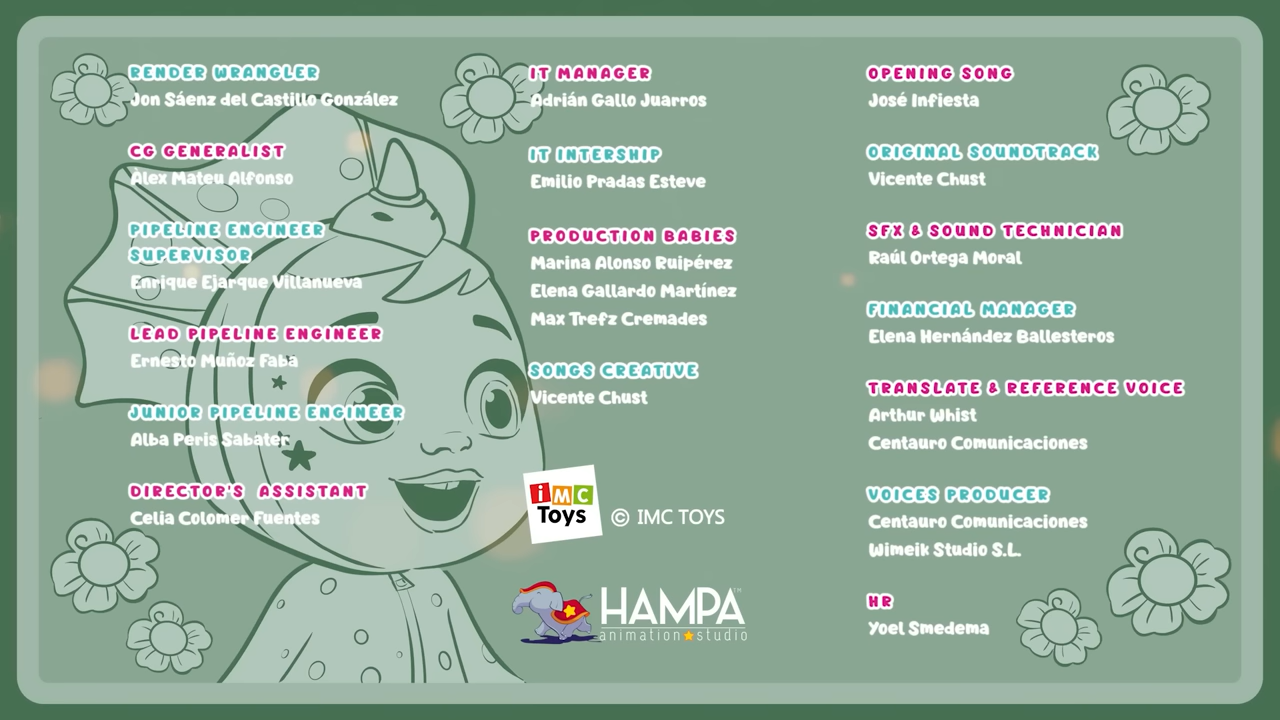 RENDER WRANGLER
Jon Sáenz del Castillo González
CG GENERALIST
Àlex Mateu Alfonso
PIPELINE ENGINEER
SUPERVISOR
Enrique Ejarque Villanueva
LEAD PIPELINE ENGINEER
Ernesto Muñoz Faba
JUNIOR PIPELINE ENGINEER
Alba Peris Sabater
DIRECTOR'S ASSISTANT
Celia Colomer Fuentes
IT MANAGER
Adrián Gallo Juarros
IT INTERSHIP
Emilio Pradas Esteve
PRODUCTION BABIES
Marina Alonso Ruipérez
Elena Gallardo Martínez
Max Trefz Cremades
SONGS CREATIVE
Vicente Chust
imc
Toys
© IMC TOYS
HAMPA™
animation studio
OPENING SONG
José Infiesta
ORIGINAL SOUNDTRACK
Vicente Chust
SFX & SOUND TECHNICIAN
Raúl Ortega Moral
FINANCIAL MANAGER
Elena Hernández Ballesteros
TRANSLATE & REFERENCE VOICE
Arthur Whist
Centauro Comunicaciones
VOICES PRODUCER
Centauro Comunicaciones
Wimeik Studio S.L.
HR
Yoel Smedema